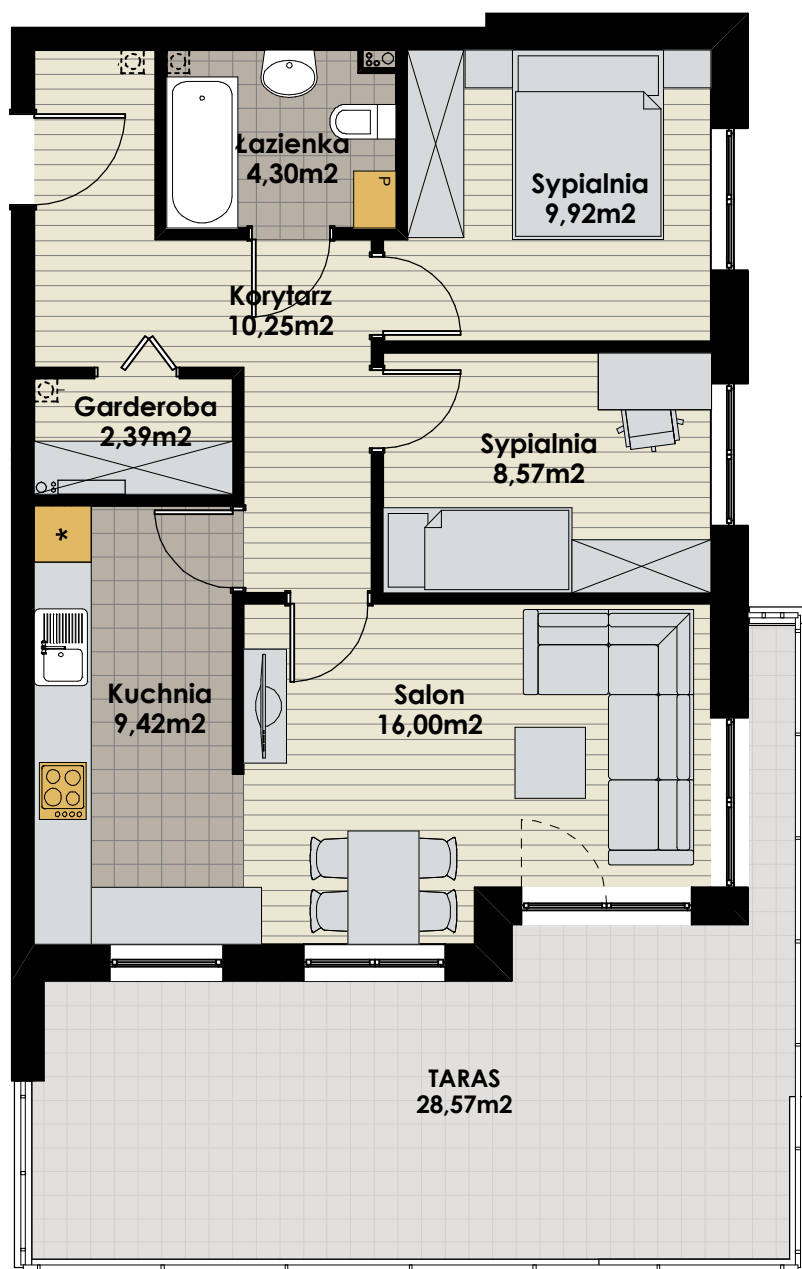 Łazienka
4,30m2
P
Sypialnia
9,92m2
Korytarz
10,25m2
Garderoba
2,39m2
Sypialnia
8,57m2
*
Kuchnia
9,42m2
Salon
16,00m2
TARAS
28,57m2